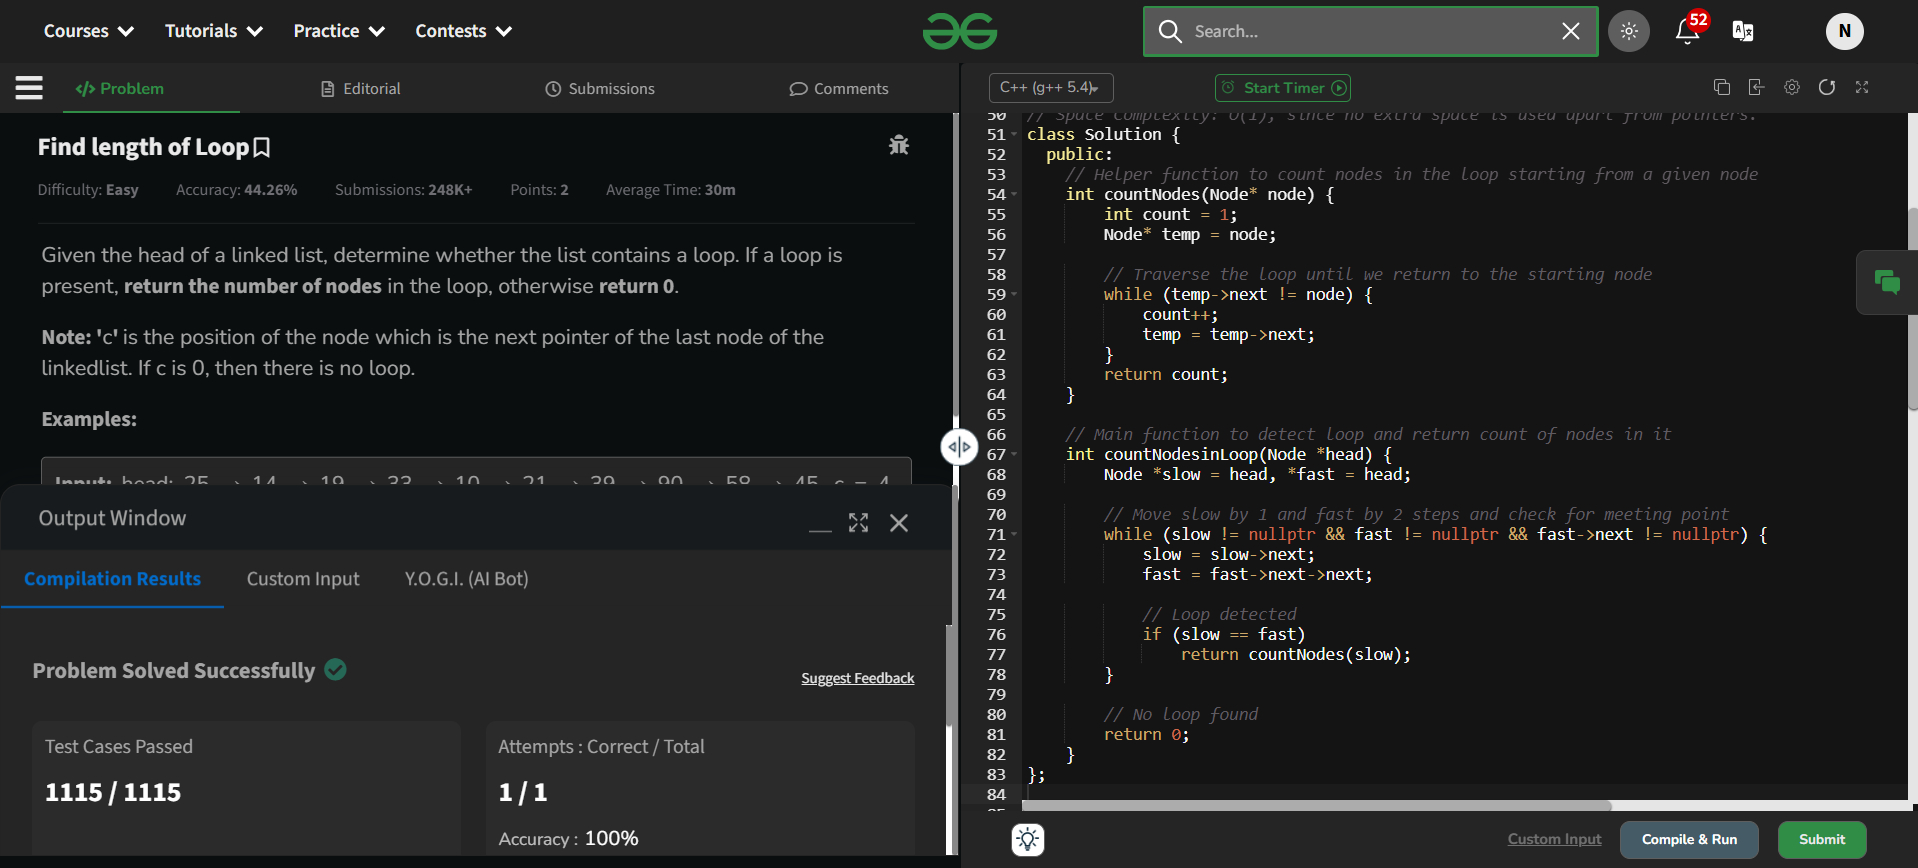 Courses Tutorials Practice Contests Search... 52 N
Problem Editorial Submissions Comments
Find length of Loop
Difficulty: Easy Accuracy: 44.26% Submissions: 248K+ Points: 2 Average Time: 30m
Given the head of a linked list, determine whether the list contains a loop. If a loop is
present, return the number of nodes in the loop, otherwise return 0.
Note: 'c' is the position of the node which is the next pointer of the last node of the
linkedlist. If c is 0, then there is no loop.
Examples:
Input: head: 25 → 14 → 19 → 33 → 10 → 21 → 39 → 90 → 58 → 45, c = 4
Output Window
Compilation Results Custom Input Y.O.G.I. (AI Bot)
Problem Solved Successfully
Suggest Feedback
Test Cases Passed
1115 / 1115
Attempts : Correct / Total
1 / 1
Accuracy : 100%
C++ (g++ 5.4) Start Timer
50 // Space Complexity: O(1), since no extra space is used apart from pointers.
51 class Solution {
52 public:
53 // Helper function to count nodes in the loop starting from a given node
54 int countNodes(Node* node) {
55 int count = 1;
56 Node* temp = node;
57
58 // Traverse the loop until we return to the starting node
59 while (temp->next != node) {
60 count++;
61 temp = temp->next;
62 }
63 return count;
64 }
65
66 // Main function to detect loop and return count of nodes in it
67 int countNodesinLoop(Node *head) {
68 Node *slow = head, *fast = head;
69
70 // Move slow by 1 and fast by 2 steps and check for meeting point
71 while (slow != nullptr && fast != nullptr && fast->next != nullptr) {
72 slow = slow->next;
73 fast = fast->next->next;
74
75 // Loop detected
76 if (slow == fast)
77 return countNodes(slow);
78 }
79
80 // No loop found
81 return 0;
82 }
83 };
84
Custom Input Compile & Run Submit